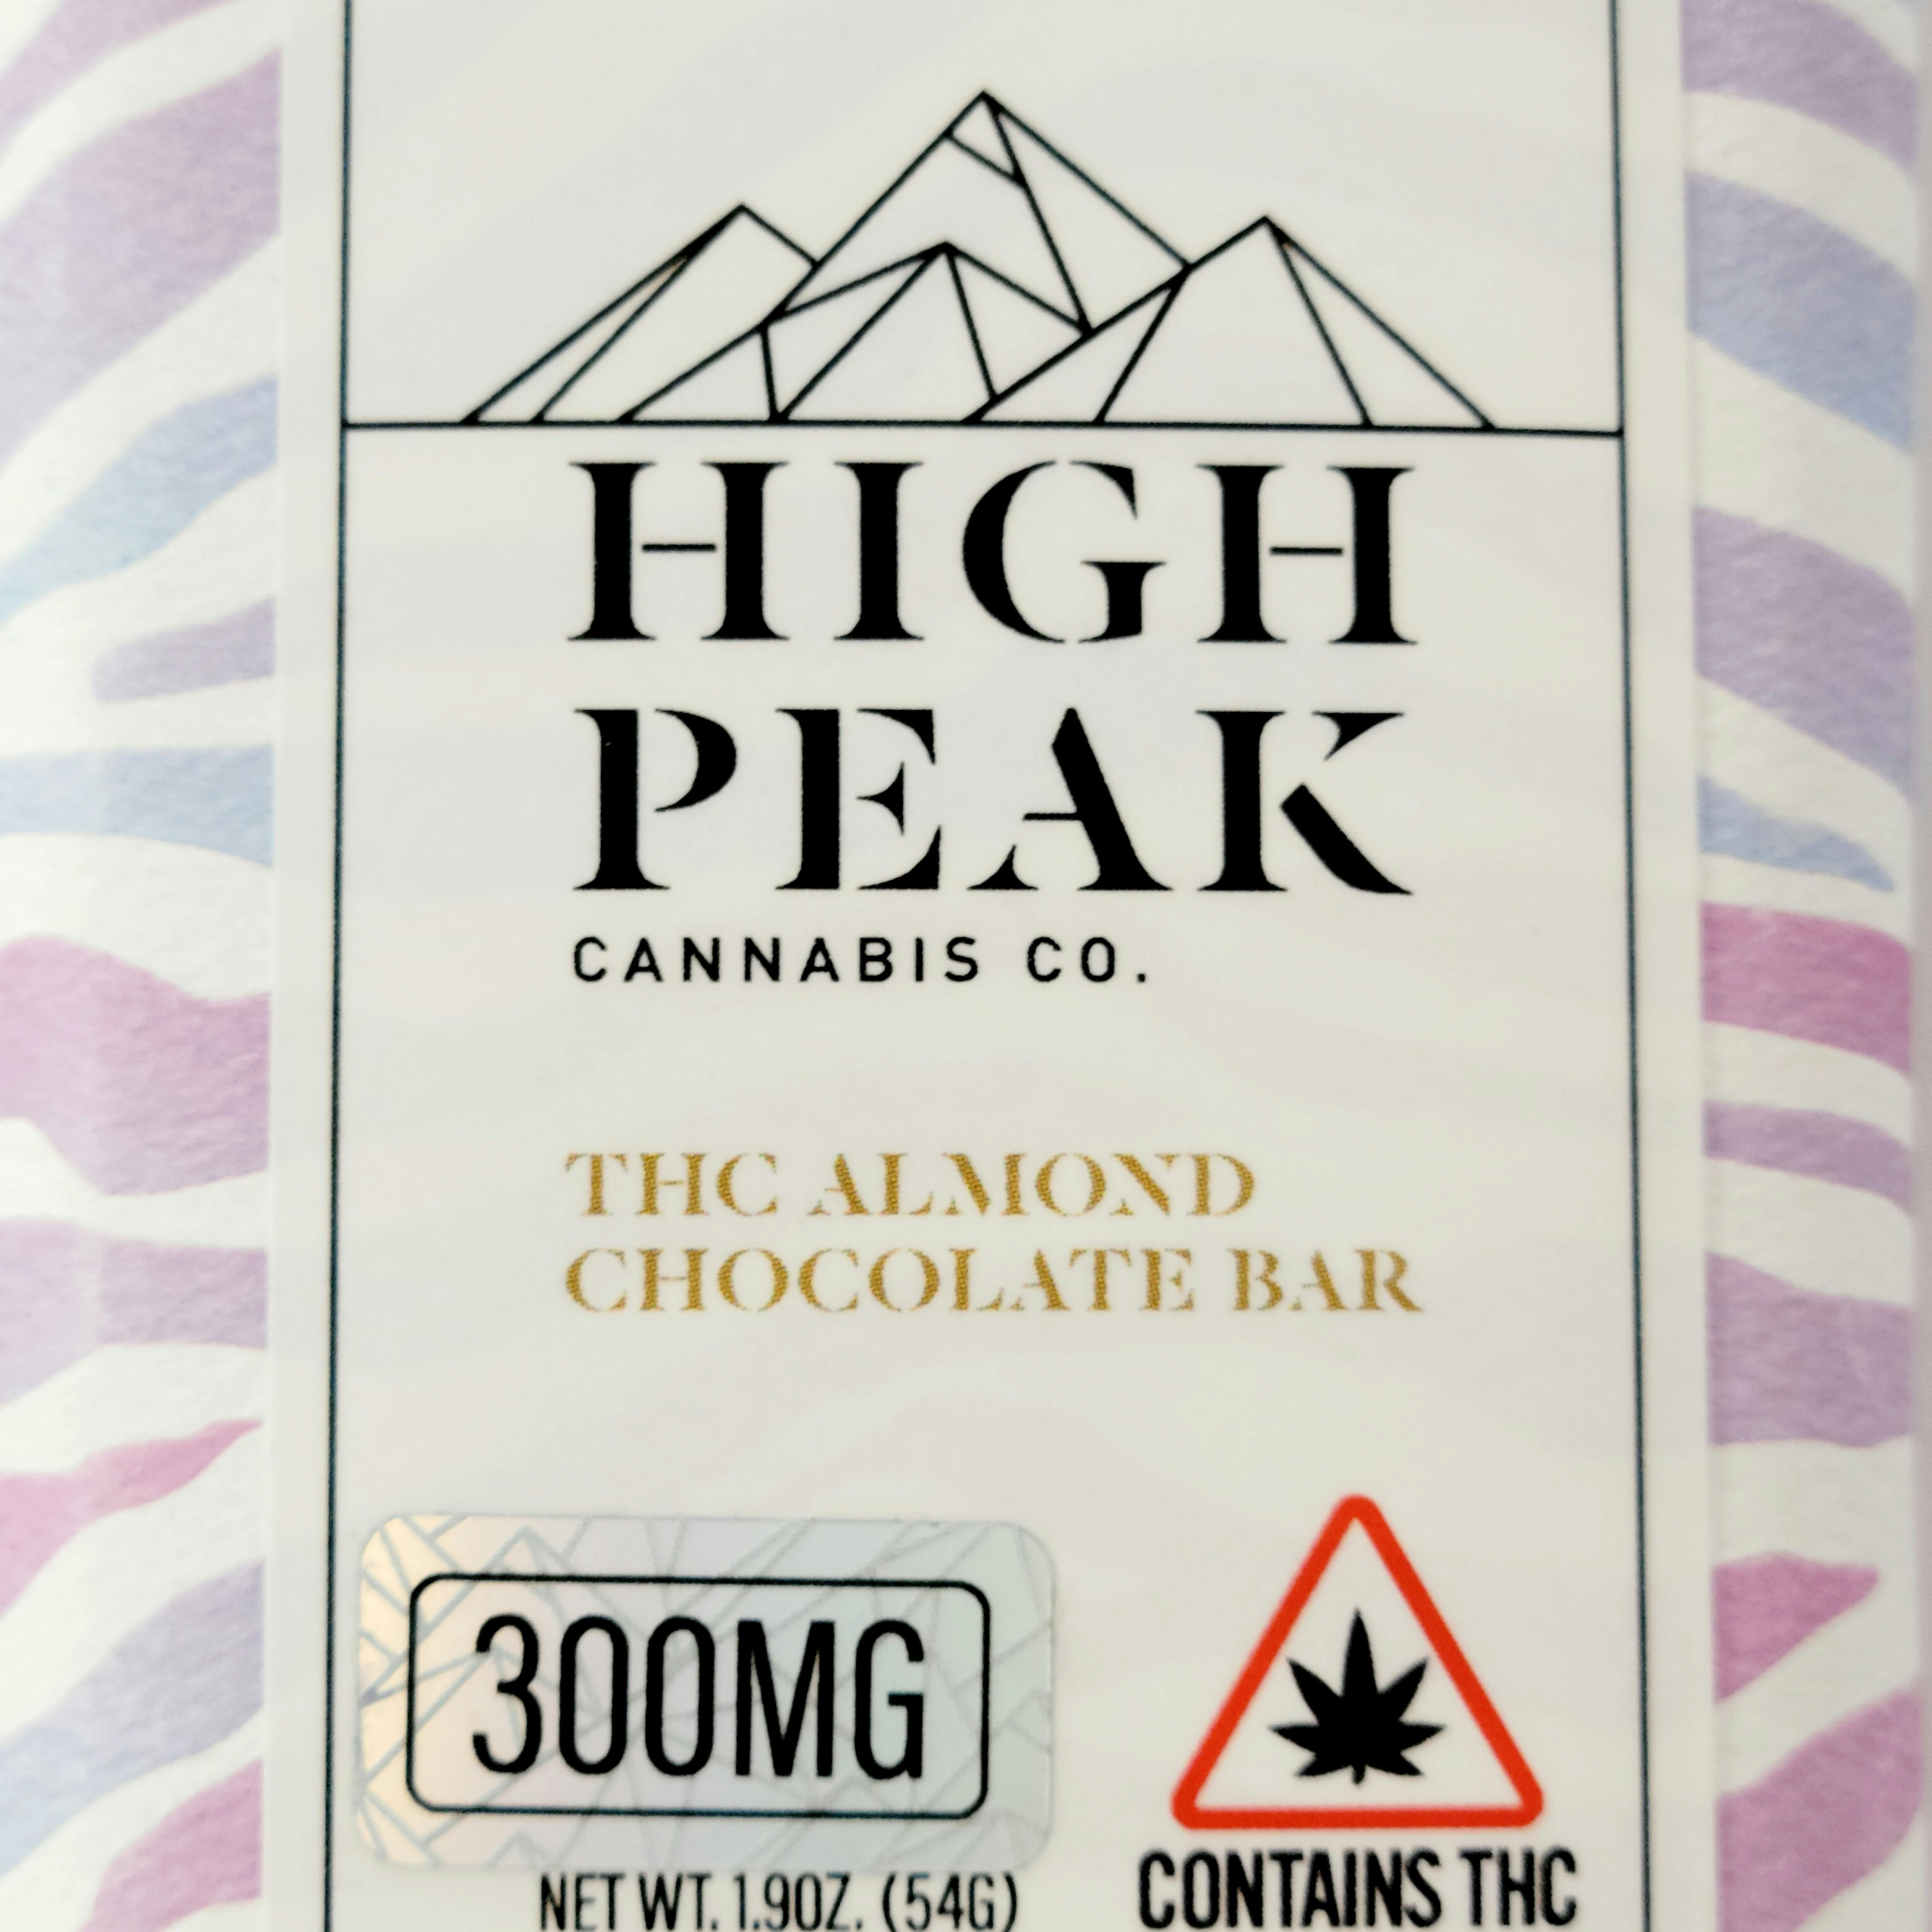 HIGH
PEAK
CANNABIS CO.
THC ALMOND
CHOCOLATE BAR
300MG
NET WT. 1.9OZ. (54G)
CONTAINS THC